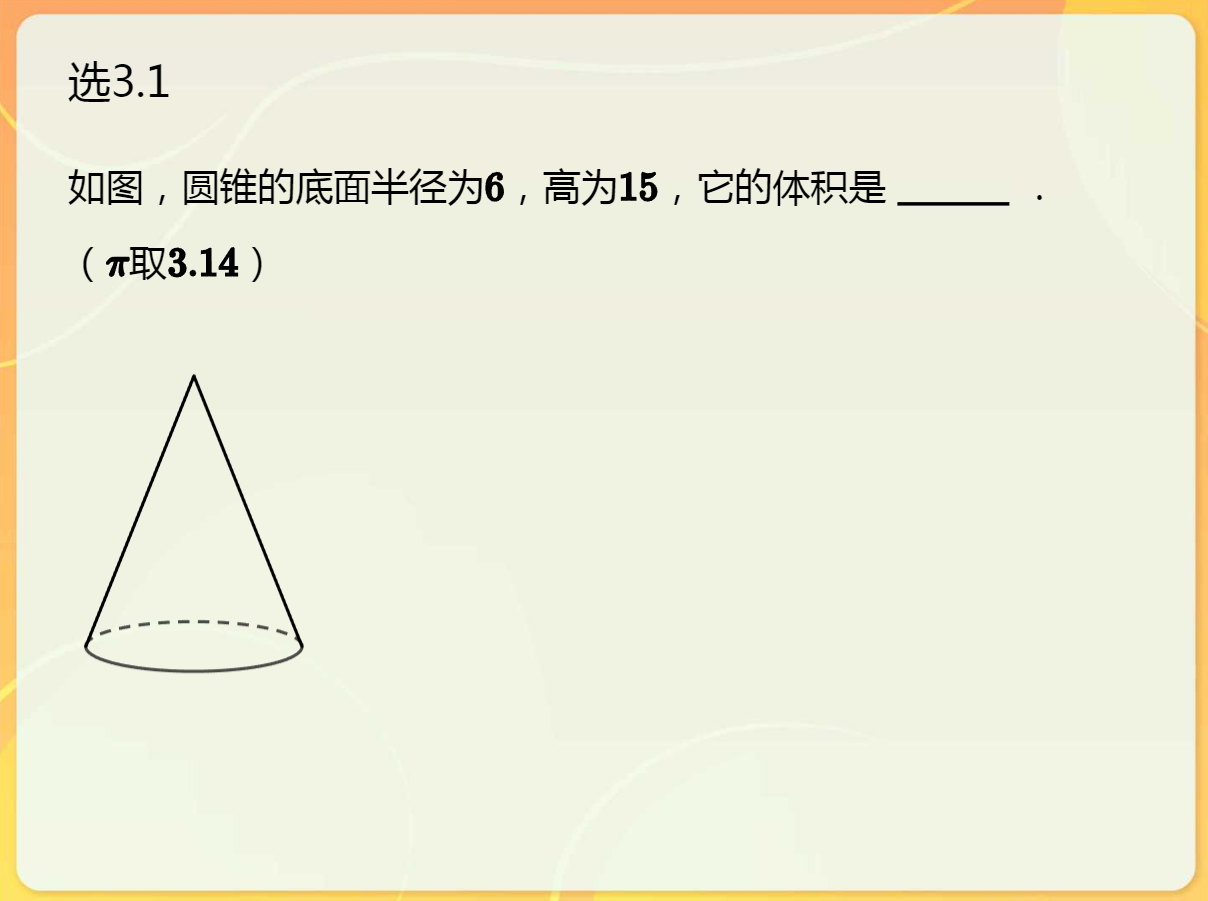 选3.1
如图，圆锥的底面半径为6，高为15，它的体积是 ______ .
（π取3.14）